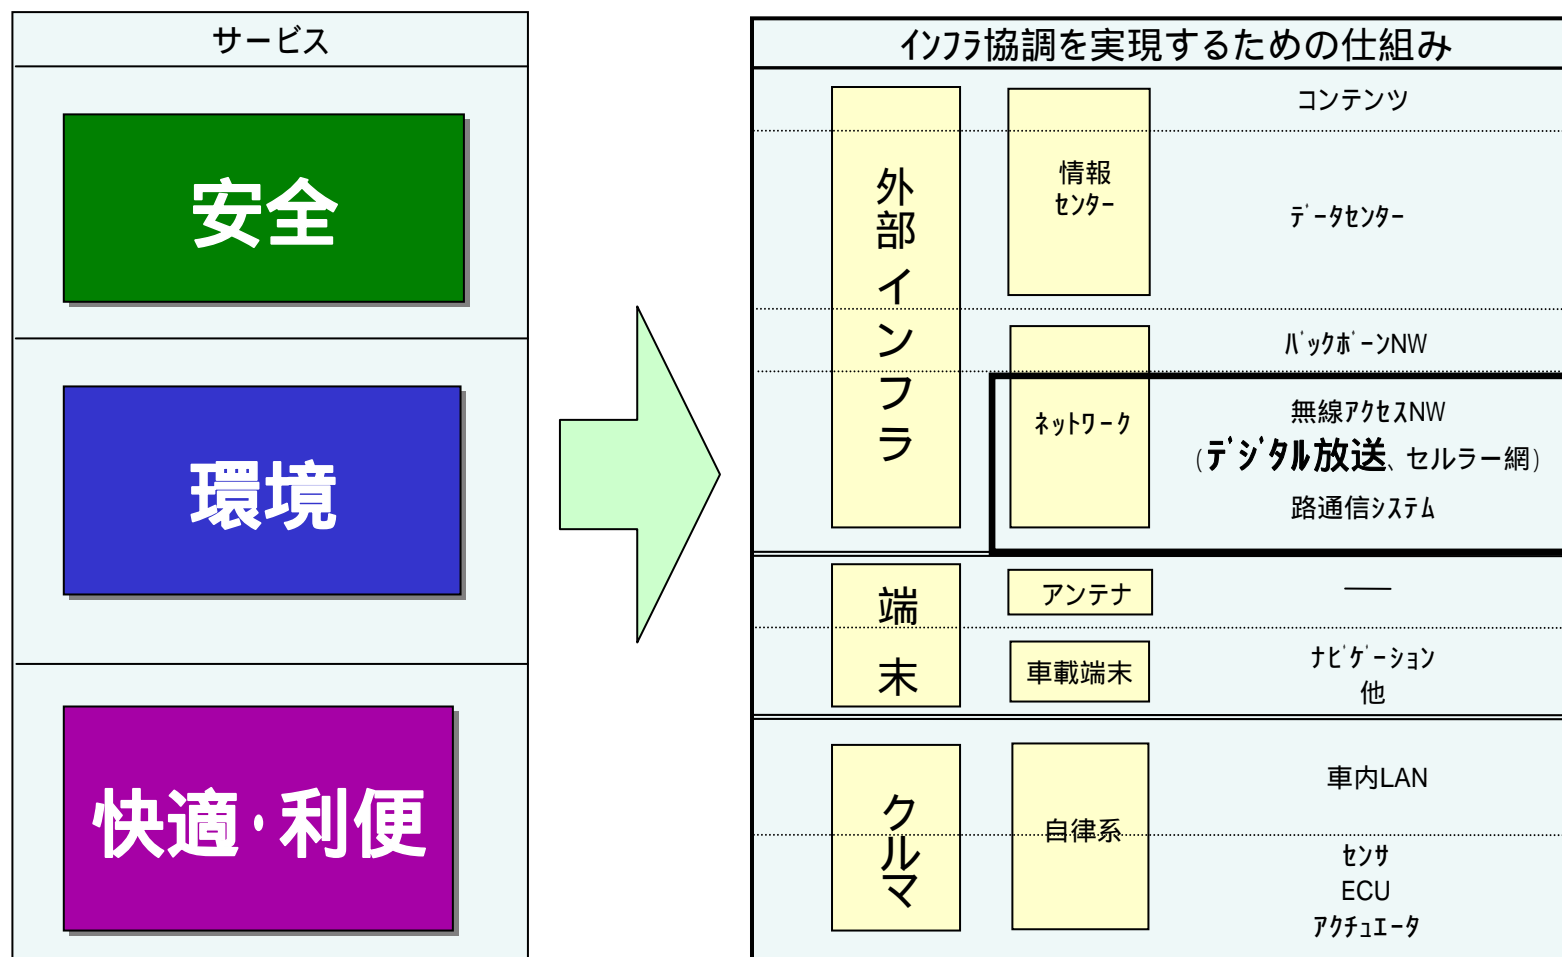 サービス
安全
環境
快適・利便
インフラ協調を実現するための仕組み
外部インフラ
情報
センター
コンテンツ
データセンター
ネットワーク
バックボーンNW
無線アクセスNW
(デジタル放送、セルラー網)
路通信システム
端末
アンテナ
―
車載端末
ナビゲーション
他
クルマ
自律系
車内LAN
センサ
ECU
アクチュエータ